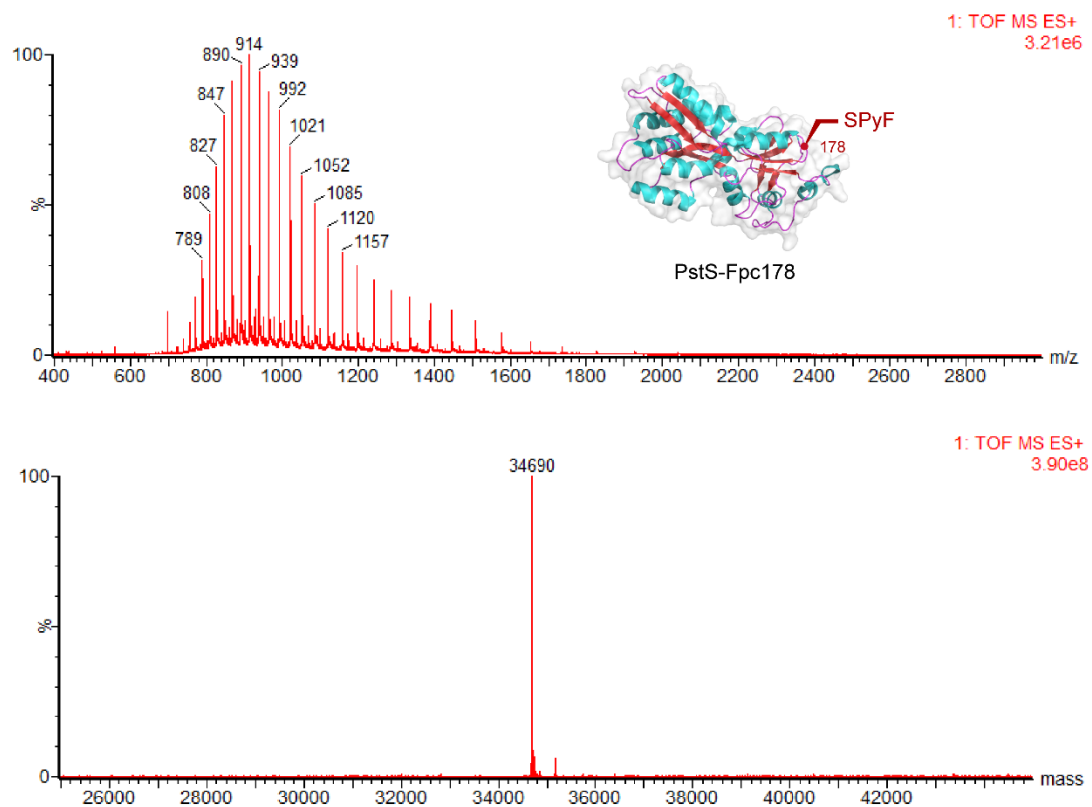 1: TOF MS ES+
3.21e6
100
%
0
914
890
939
847
992
827
1021
808
1052
1085
789
1120
1157
SPyF
178
PstS-Fpc178
400 600 800 1000 1200 1400 1600 1800 2000 2200 2400 2600 2800 m/z
1: TOF MS ES+
3.90e8
34690
100
%
0
26000 28000 30000 32000 34000 36000 38000 40000 42000 mass